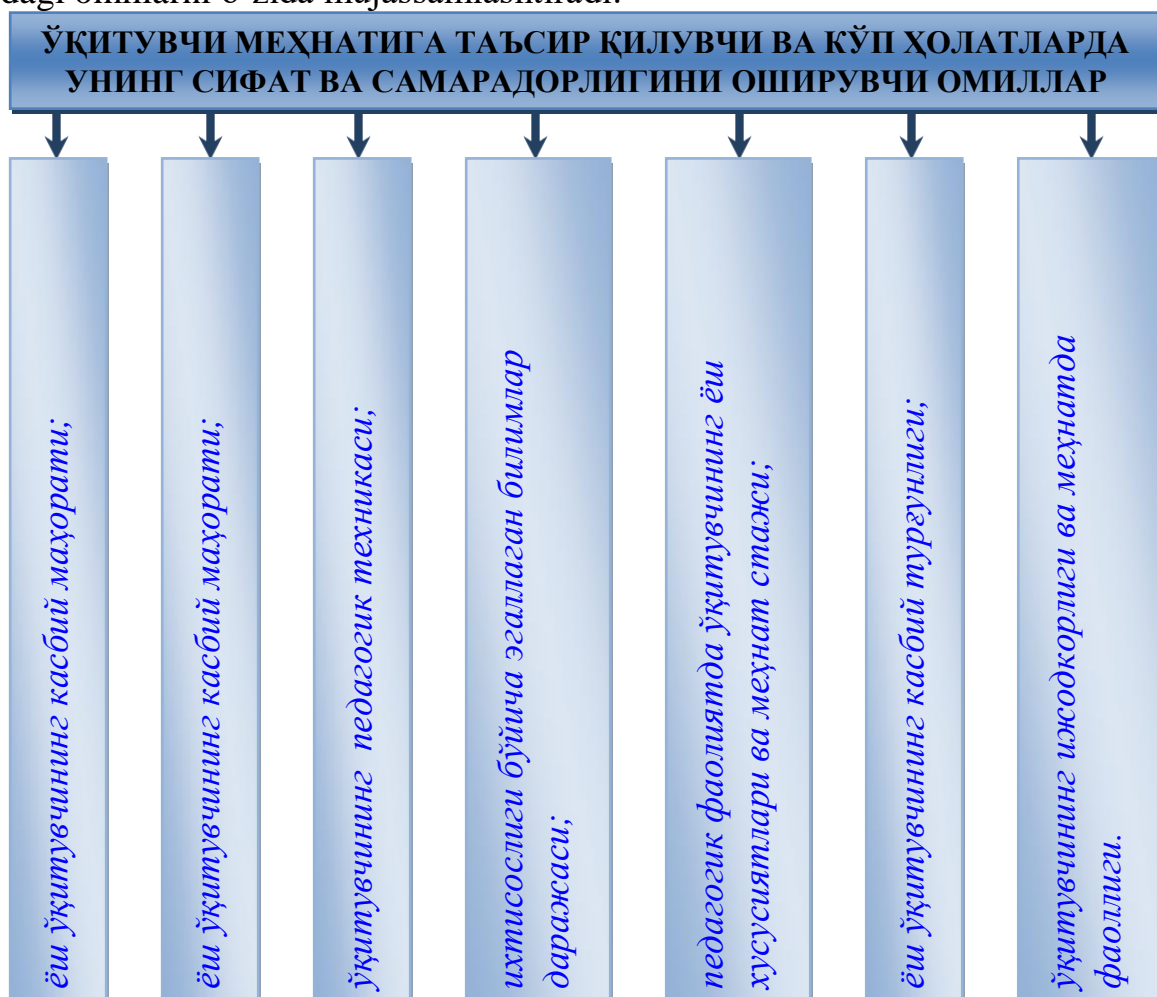 ЎҚИТУВЧИ МЕҲНАТИГА ТАЪСИР ҚИЛУВЧИ ВА КЎП ҲОЛАТЛАРДА
УНИНГ СИФАТ ВА САМАРАДОРЛИГИНИ ОШИРУВЧИ ОМИЛЛАР
ёш ўқитувчининг касбий маҳорати;
ёш ўқитувчининг касбий маҳорати;
ўқитувчининг педагогик техникаси;
ихтисослиги бўйича эгаллаган билимлар
даражаси;
педагогик фаолиятда ўқитувчининг ёш
хусусиятлари ва меҳнат стажи;
ёш ўқитувчининг касбий турғунлиги;
ўқитувчининг ижодкорлиги ва меҳнатда
фаоллиги.